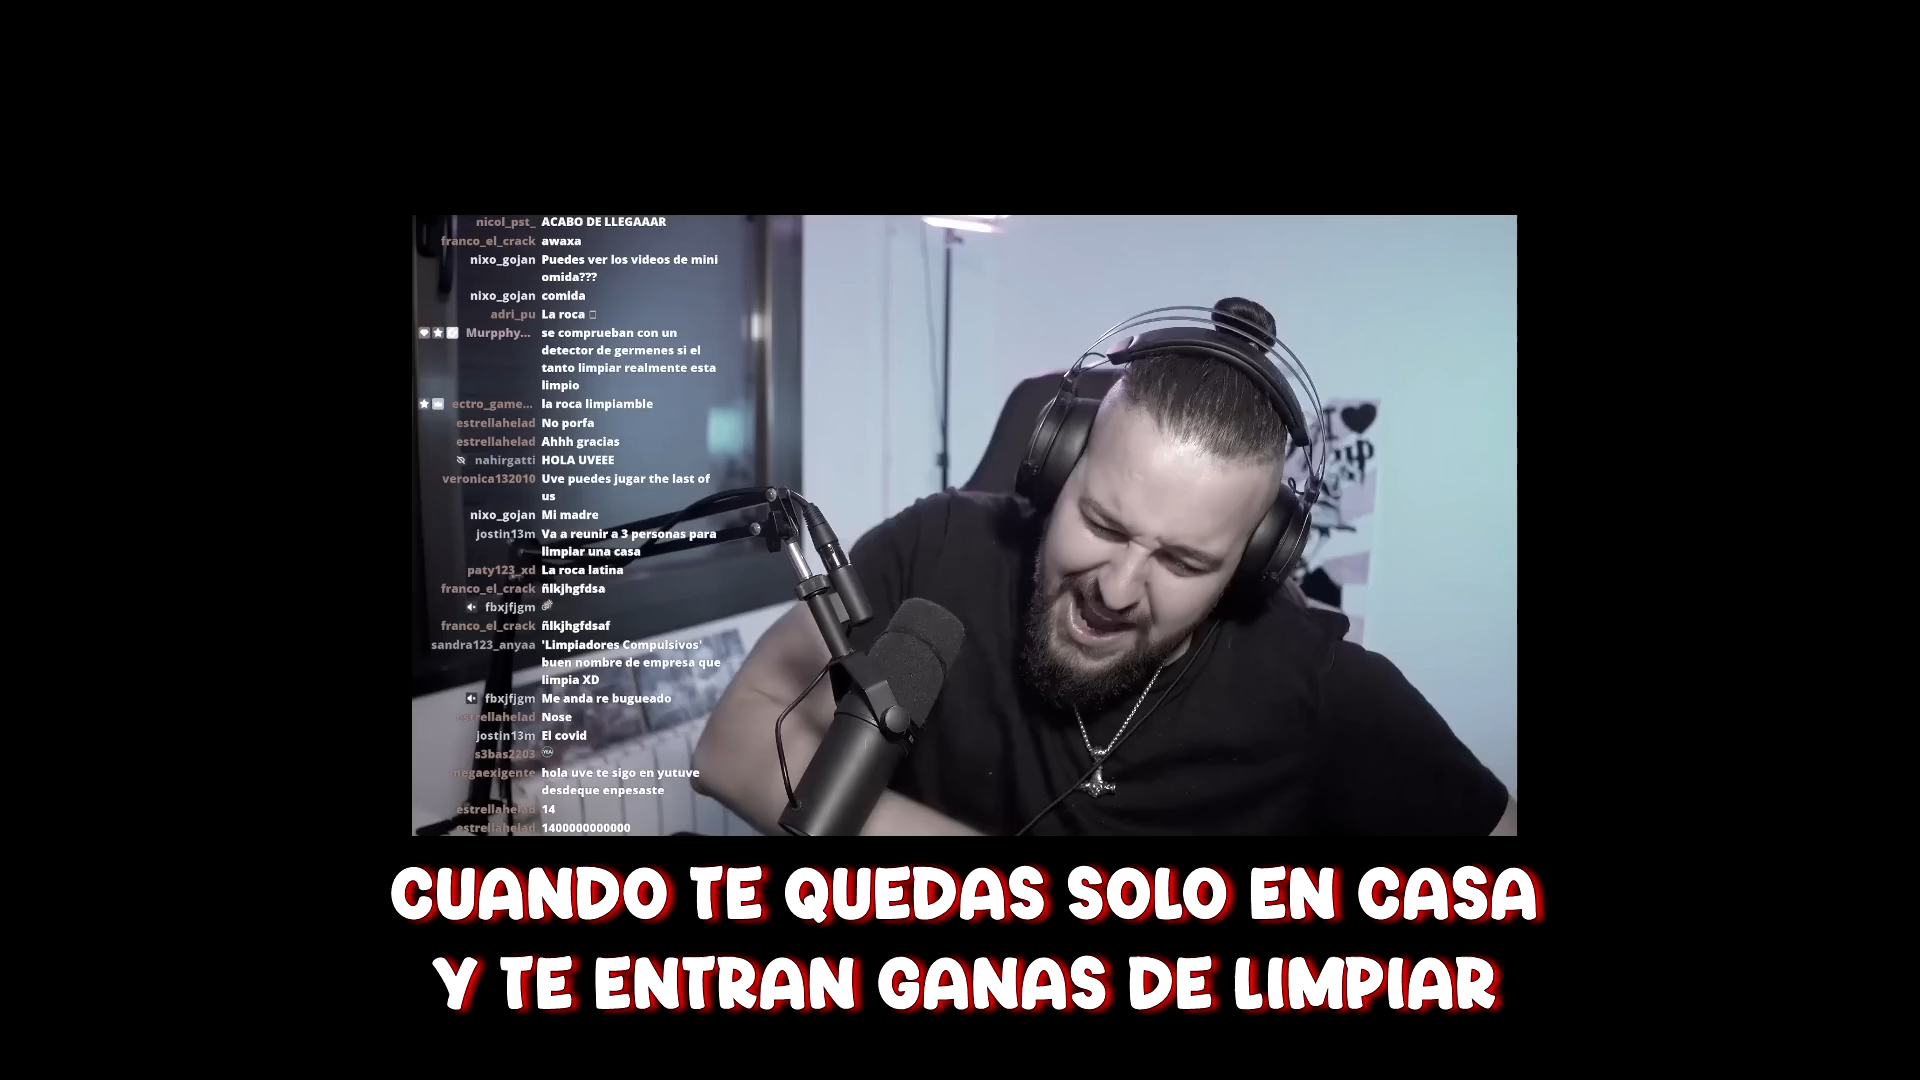 nicol_pst_ ACABO DE LLEGAAAR
franco_el_crack awaxa
nixo_gojan Puedes ver los videos de mini
omida???
nixo_gojan comida
adri_pu La roca
Murpphy... se comprueban con un
detector de germenes si el
tanto limpiar realmente esta
limpio
ectro_game... la roca limpiamble
estrellahelad No porfa
estrellahelad Ahhh gracias
nahirgatti HOLA UVEEE
veronica132010 Uve puedes jugar the last of
us
nixo_gojan Mi madre
jostin13m Va a reunir a 3 personas para
limpiar una casa
paty123_xd La roca latina
franco_el_crack ñlkjhgfdsa
fbxjfjgm
franco_el_crack ñlkjhgfdsaf
sandra123_anyaa 'Limpiadores Compulsivos'
buen nombre de empresa que
limpia XD
fbxjfjgm Me anda re bugueado
estrellahelad Nose
jostin13m El covid
s3bas2203
megaexigente hola uve te sigo en yutuve
desdeque enpesaste
estrellahelad 14
estrellahelad 1400000000000
CUANDO TE QUEDAS SOLO EN CASA
Y TE ENTRAN GANAS DE LIMPIAR